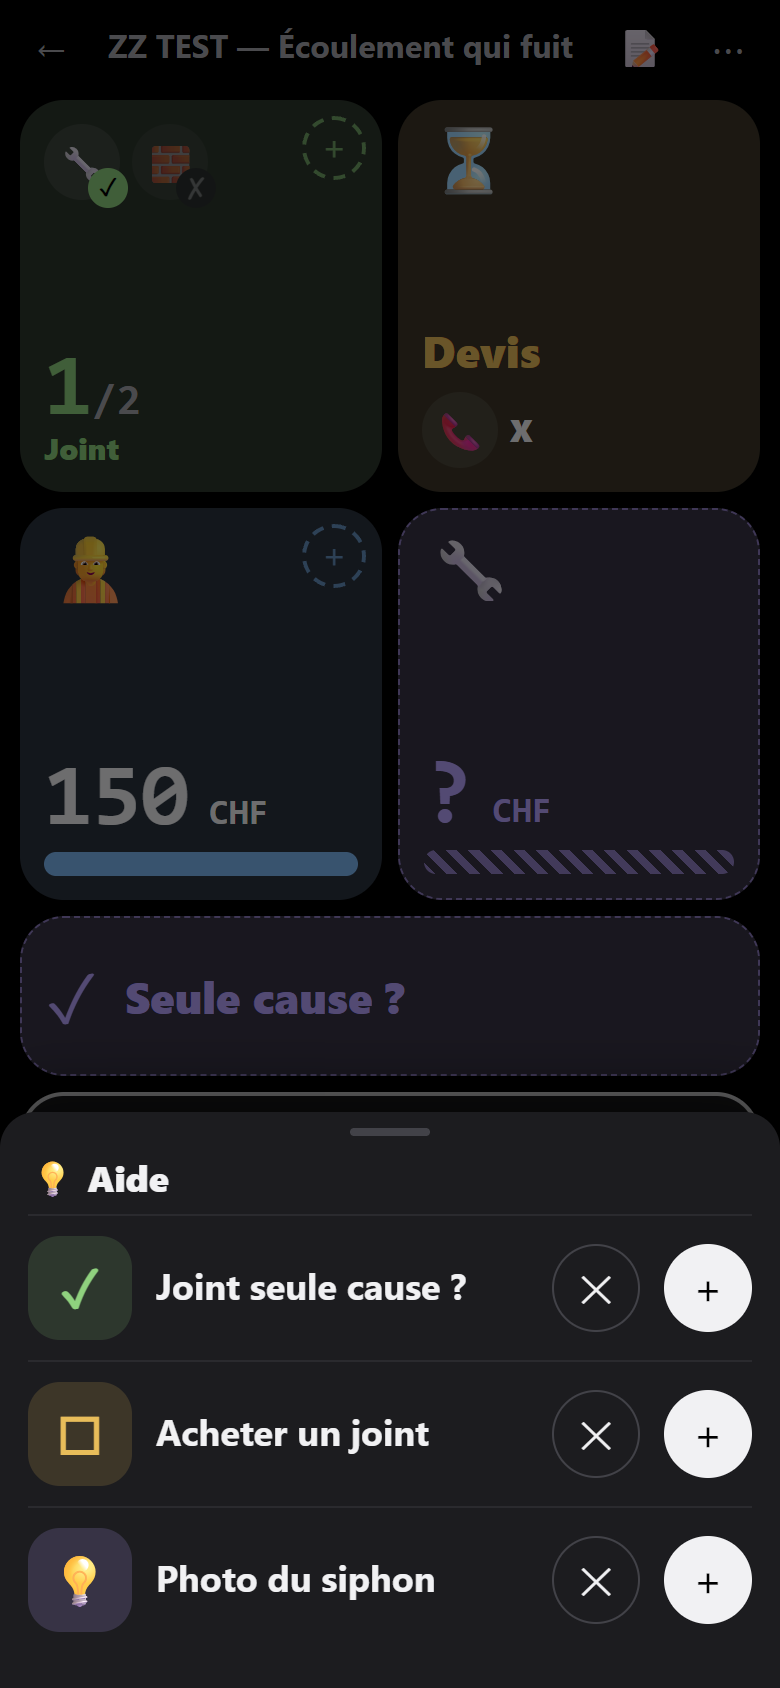 ZZ TEST — Écoulement qui fuit
1/2
Joint
Devis
x
150 CHF
? CHF
Seule cause ?
Aide
Joint seule cause ?
Acheter un joint
Photo du siphon